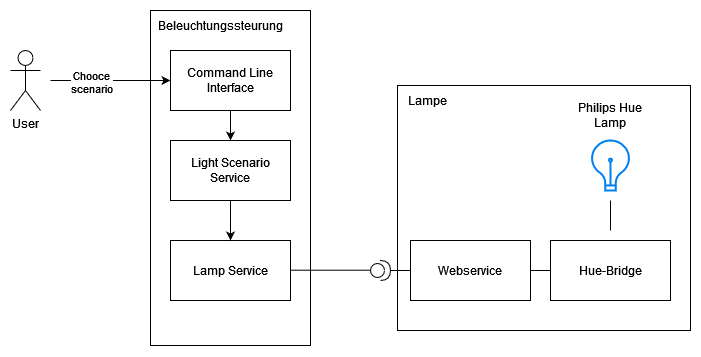 Beleuchtungssteurung
Chooce
scenario
User
Command Line
Interface
Light Scenario
Service
Lamp Service
Lampe
Philips Hue
Lamp
Webservice
Hue-Bridge